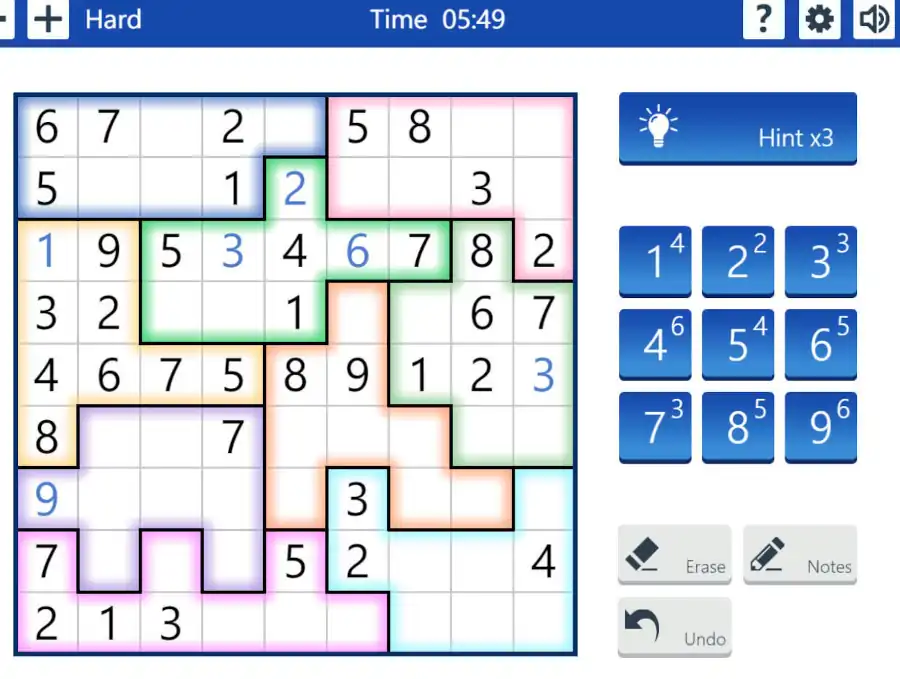 + Hard Time 05:49 ?
6 7 2 5 8
5 1 2 3
1 9 5 3 4 6 7 8 2
3 2 1 6 7
4 6 7 5 8 9 1 2 3
8 7
9 3
7 5 2 4
2 1 3
Hint x3
1 4 2 2 3 3
4 6 5 4 6 5
7 3 8 5 9 6
Erase Notes
Undo